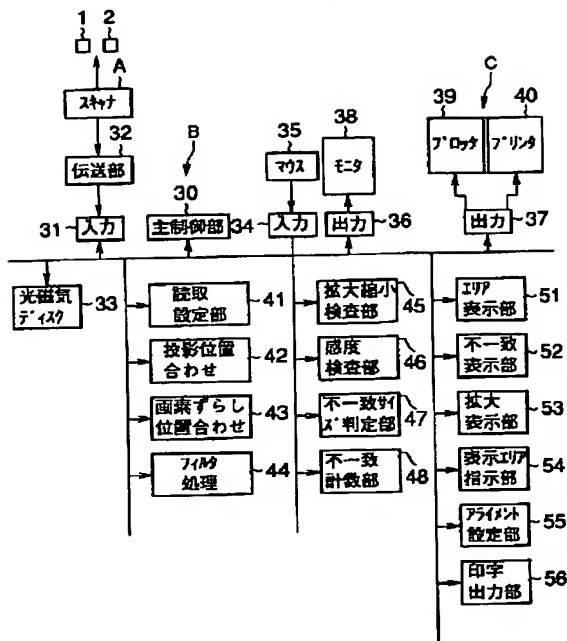 1 2
A
スキャナ
32
伝送部
31 入力
B
30
主制御部
35
マウス
34 入力
38
モニタ
出力 36
C
39 40
プロッタ プリンタ
出力 37
光磁気
ディスク
33
読取
設定部
41
投影位置
合わせ
42
画素ずらし
位置合わせ
43
フィルタ
処理
44
拡大縮小
検査部
45
感度
検査部
46
不一致サイ
ズ判定部
47
不一致
計数部
48
エリア
表示部
51
不一致
表示部
52
拡大
表示部
53
表示エリア
指示部
54
アライメント
設定部
55
印字
出力部
56